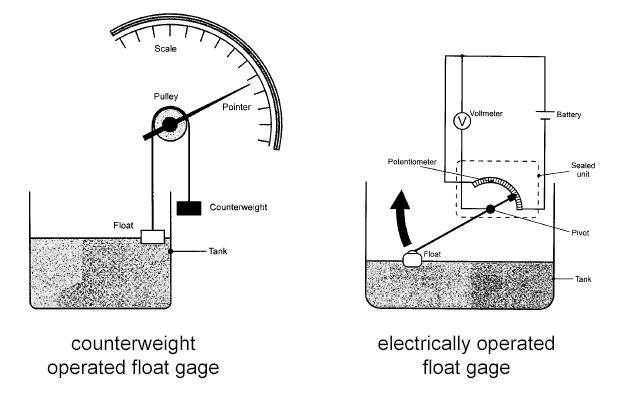 Scale
Pulley
Pointer
Counterweight
Float
Tank
counterweight
operated float gage
Voltmeter
V
Battery
Potentiometer
Sealed
unit
Pivot
Float
Tank
electrically operated
float gage